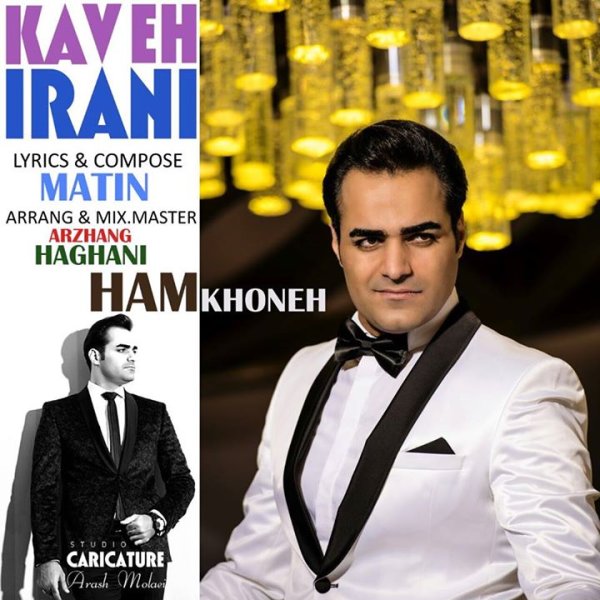 KAVEH
IRANI
LYRICS & COMPOSE
MATIN
ARRANG & MIX.MASTER
ARZHANG
HAGHANI
HAMKHONEH
STUDIO
CARICATURE
Arash Molaei